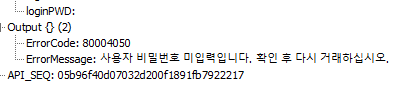 loginPWD:
Output {} (2)
ErrorCode: 80004050
ErrorMessage: 사용자 비밀번호 미입력입니다. 확인 후 다시 거래하십시오.
API_SEQ: 05b96f40d07032d200f1891fb7922217